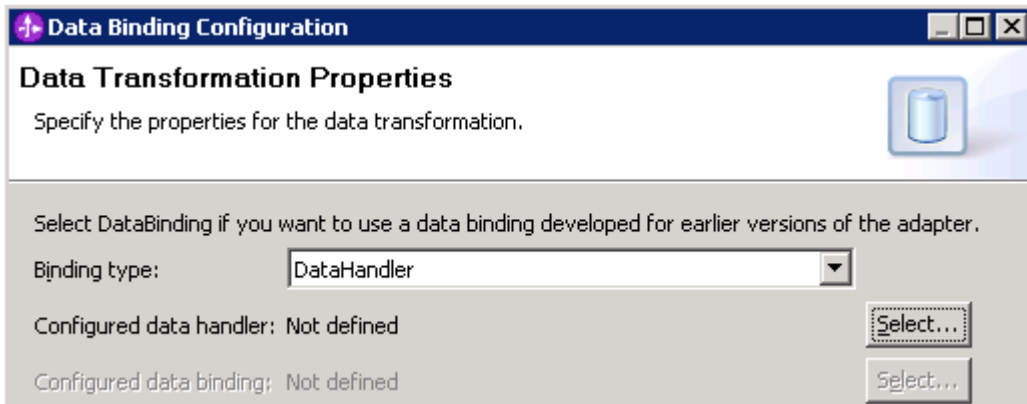 Data Binding Configuration
Data Transformation Properties
Specify the properties for the data transformation.
Select DataBinding if you want to use a data binding developed for earlier versions of the adapter.
Binding type: DataHandler
Configured data handler: Not defined Select...
Configured data binding: Not defined Select...